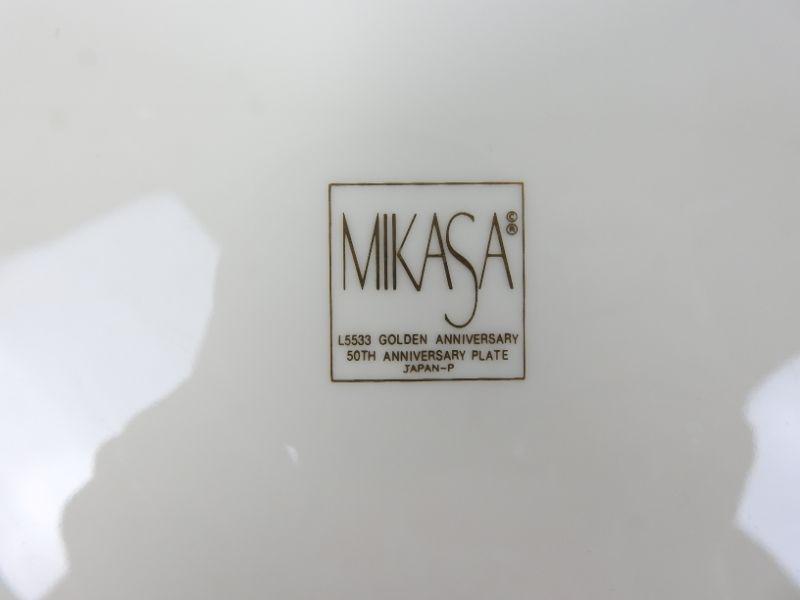 MIKASA©®
L5533 GOLDEN ANNIVERSARY
50TH ANNIVERSARY PLATE
JAPAN-P